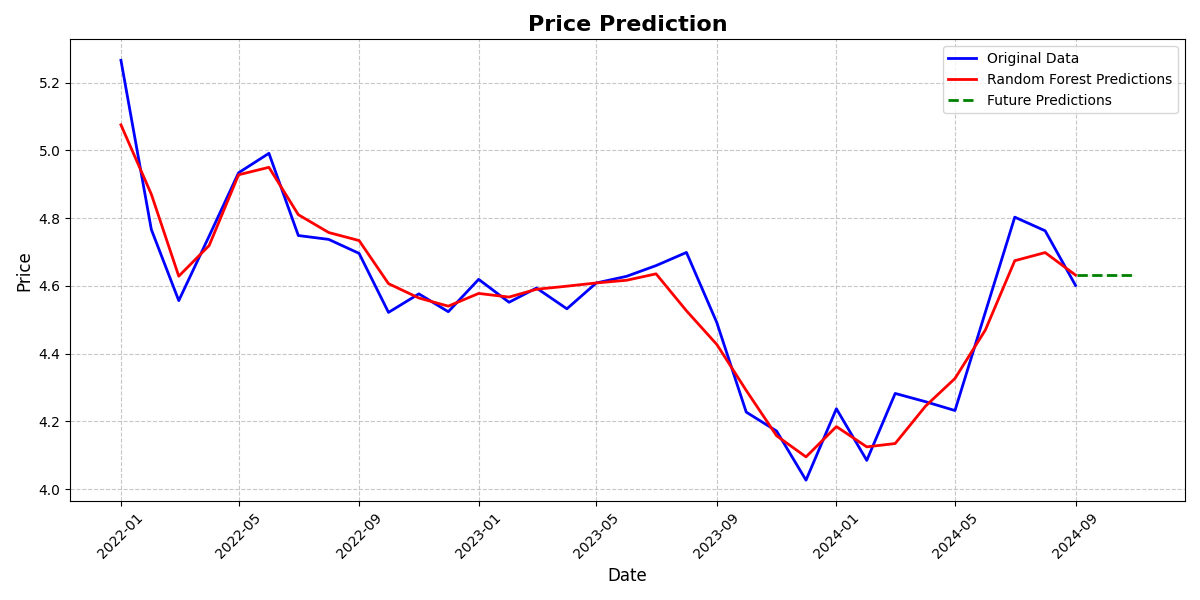 Price Prediction
Original Data
Random Forest Predictions
Future Predictions
Price
5.2
5.0
4.8
4.6
4.4
4.2
4.0
2022-01
2022-05
2022-09
2023-01
2023-05
2023-09
2024-01
2024-05
2024-09
Date